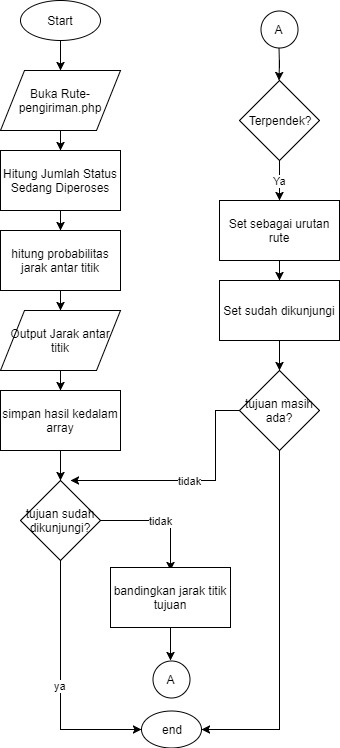 Start
Buka Rute-
pengiriman.php
Hitung Jumlah Status
Sedang Diperoses
hitung probabilitas
jarak antar titik
Output Jarak antar
titik
simpan hasil kedalam
array
tujuan sudah
dikunjungi?
tidak
bandingkan jarak titik
tujuan
A
ya
end
A
Terpendek?
Ya
Set sebagai urutan
rute
Set sudah dikunjungi
tujuan masih
ada?
tidak